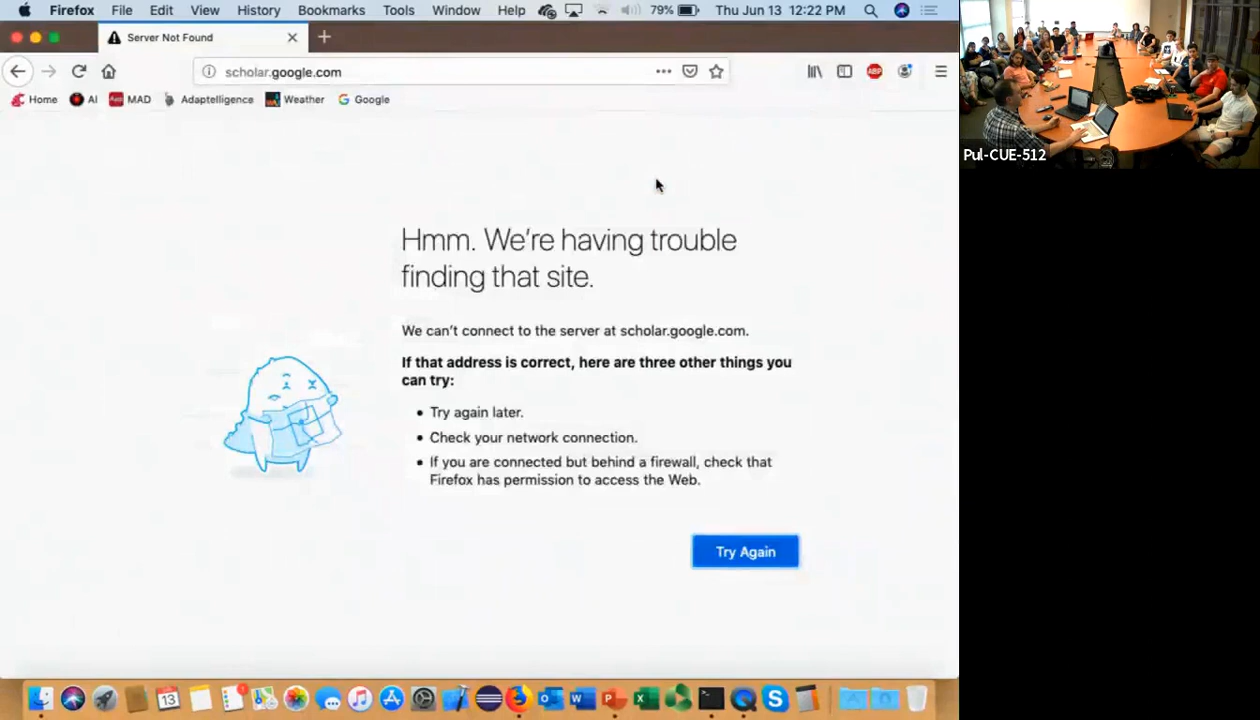 Firefox File Edit View History Bookmarks Tools Window Help 79% Thu Jun 13 12:22 PM
Server Not Found
scholar.google.com
Home AI MAD Adaptelligence Weather Google
ABP
Pul-CUE-512
Hmm. We're having trouble
finding that site.
We can't connect to the server at scholar.google.com.
If that address is correct, here are three other things you
can try:
• Try again later.
• Check your network connection.
• If you are connected but behind a firewall, check that
Firefox has permission to access the Web.
Try Again
13